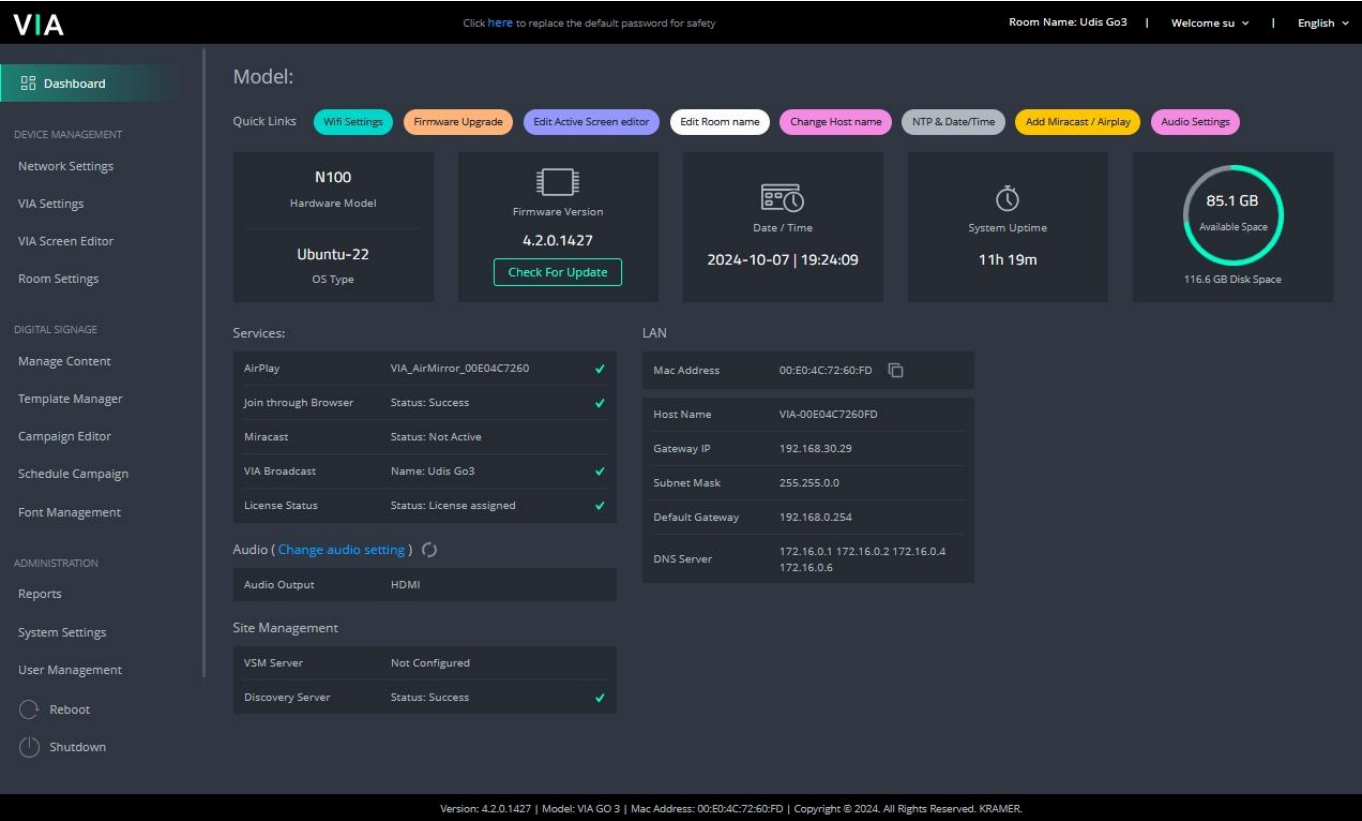 VIA
Click here to replace the default password for safety
Room Name: Udis Go3 | Welcome su | English
Dashboard
DEVICE MANAGEMENT
Network Settings
VIA Settings
VIA Screen Editor
Room Settings
DIGITAL SIGNAGE
Manage Content
Template Manager
Campaign Editor
Schedule Campaign
Font Management
ADMINISTRATION
Reports
System Settings
User Management
Reboot
Shutdown
Model:
Quick Links
Wifi Settings
Firmware Upgrade
Edit Active Screen editor
Edit Room name
Change Host name
NTP & Date/Time
Add Miracast / Airplay
Audio Settings
N100
Hardware Model
Ubuntu-22
OS Type
Firmware Version
4.2.0.1427
Check For Update
Date / Time
2024-10-07 | 19:24:09
System Uptime
11h 19m
85.1 GB
Available Space
116.6 GB Disk Space
Services:
AirPlay VIA_AirMirror_00E04C7260
Join through Browser Status: Success
Miracast Status: Not Active
VIA Broadcast Name: Udis Go3
License Status Status: License assigned
Audio ( Change audio setting )
Audio Output HDMI
Site Management
VSM Server Not Configured
Discovery Server Status: Success
LAN
Mac Address 00:E0:4C:72:60:FD
Host Name VIA-00E04C7260FD
Gateway IP 192.168.30.29
Subnet Mask 255.255.0.0
Default Gateway 192.168.0.254
DNS Server 172.16.0.1 172.16.0.2 172.16.0.4
172.16.0.6
Version: 4.2.0.1427 | Model: VIA GO 3 | Mac Address: 00:E0:4C:72:60:FD | Copyright © 2024. All Rights Reserved. KRAMER.